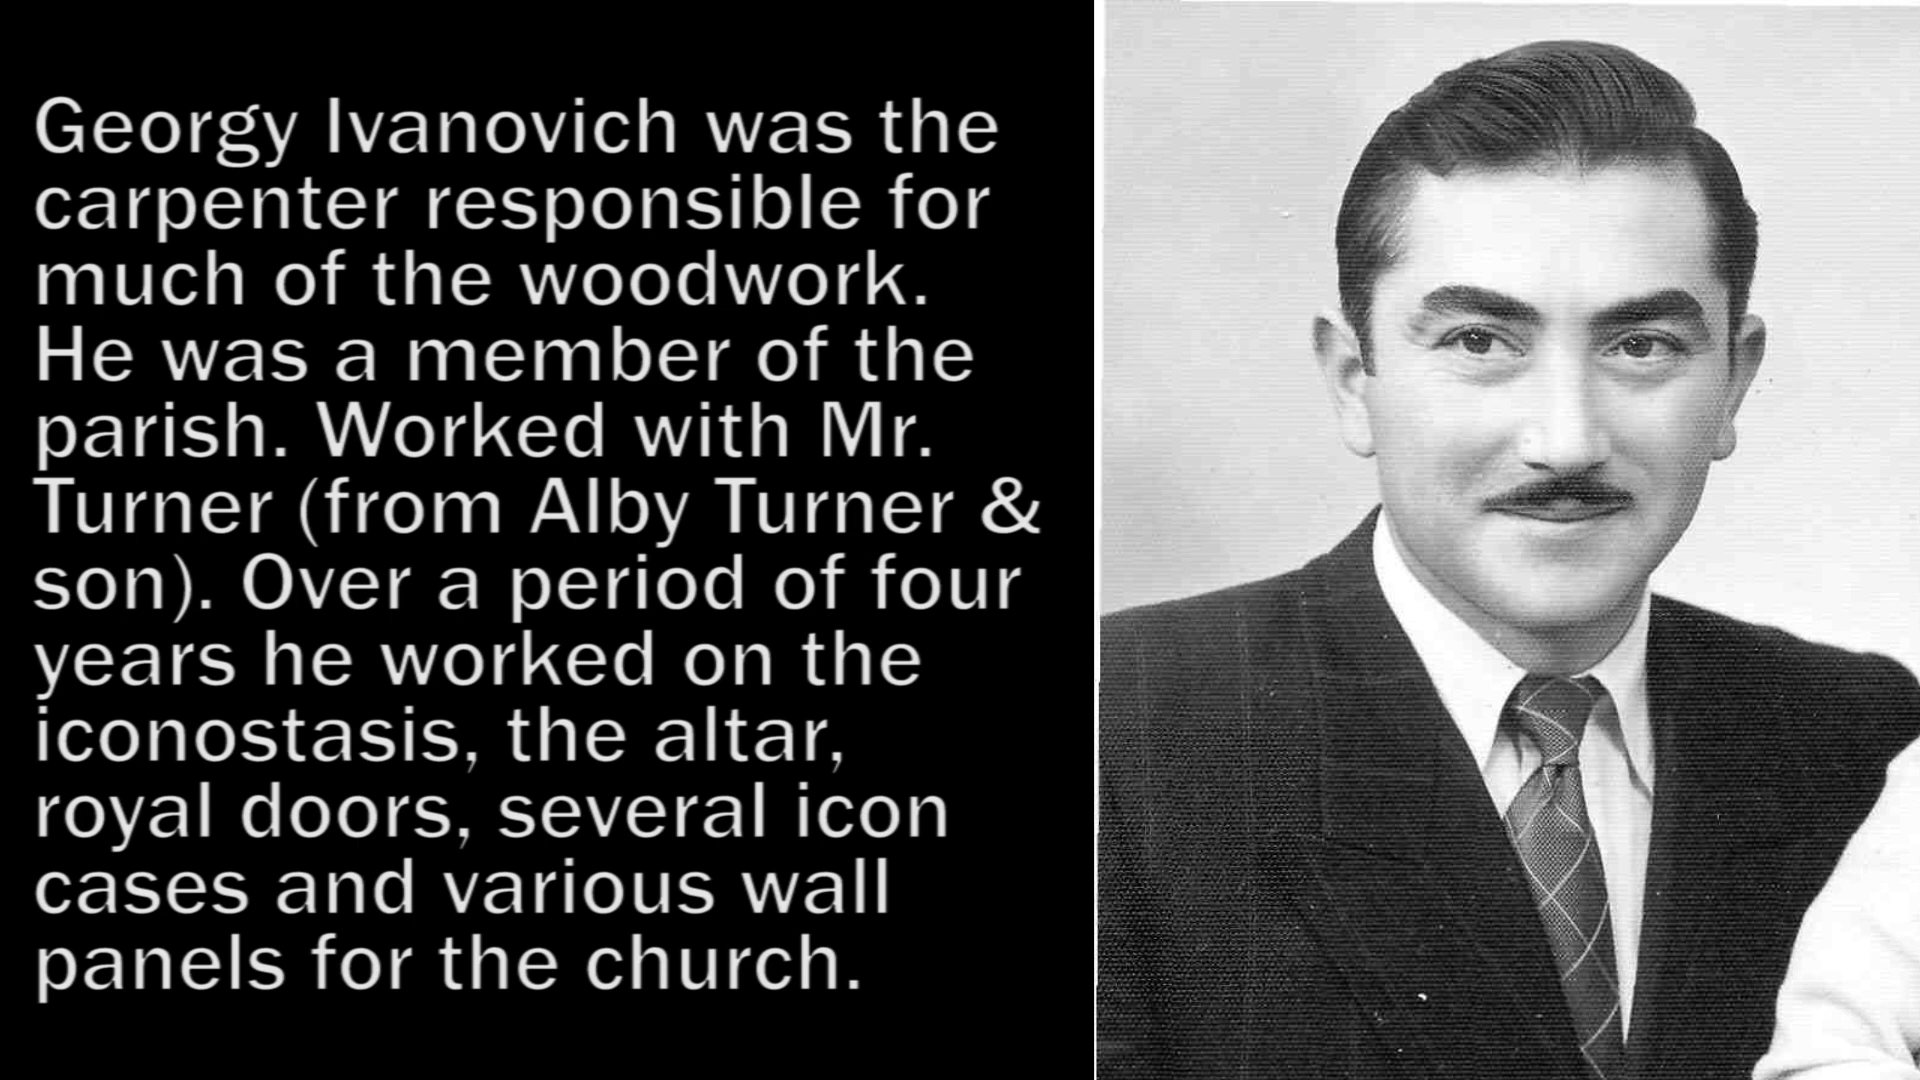 Georgy Ivanovich was the
carpenter responsible for
much of the woodwork.
He was a member of the
parish. Worked with Mr.
Turner (from Alby Turner &
son). Over a period of four
years he worked on the
iconostasis, the altar,
royal doors, several icon
cases and various wall
panels for the church.